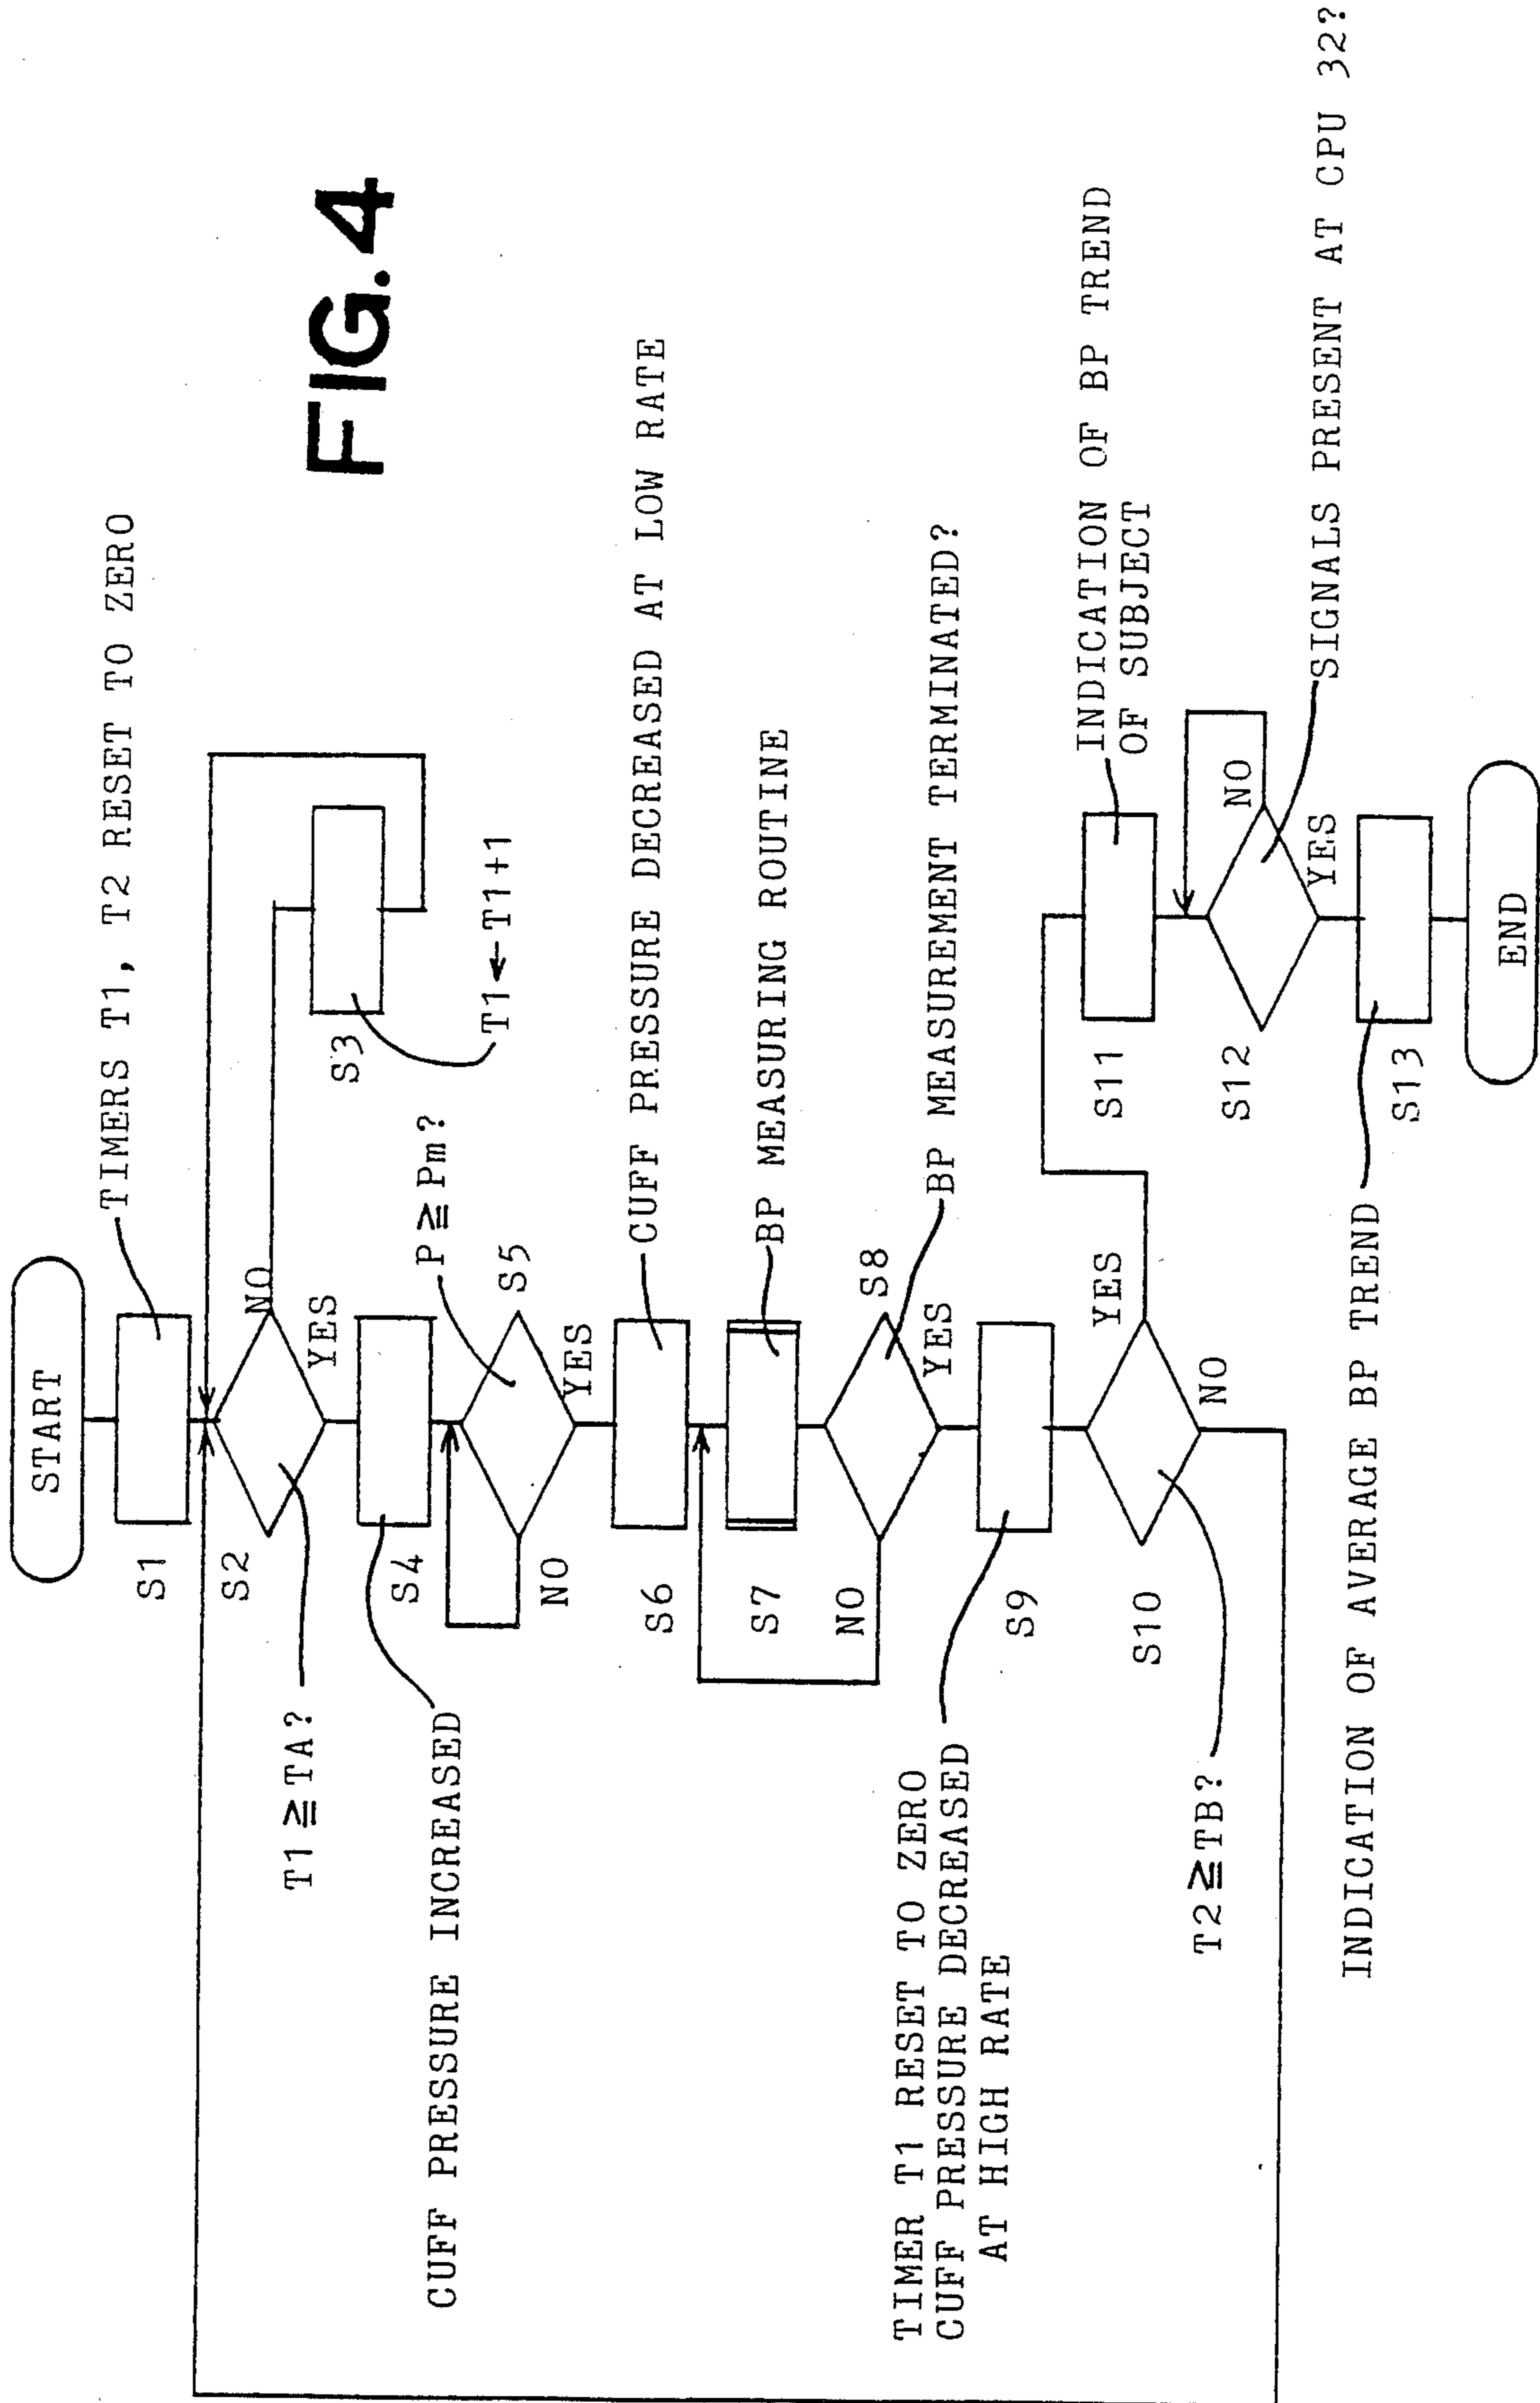 FIG.4
START
S1
TIMERS T1, T2 RESET TO ZERO
S2
NO
T1≧TA?
YES
S3
T1←T1+1
S4
CUFF PRESSURE INCREASED
P≧Pm?
S5
NO
YES
S6
CUFF PRESSURE DECREASED AT LOW RATE
S7
BP MEASURING ROUTINE
S8
NO
BP MEASUREMENT TERMINATED?
YES
S9
TIMER T1 RESET TO ZERO
CUFF PRESSURE DECREASED
AT HIGH RATE
S10
YES
T2≧TB?
NO
S11
INDICATION OF BP TREND
OF SUBJECT
S12
NO
SIGNALS PRESENT AT CPU 32?
YES
S13
INDICATION OF AVERAGE BP TREND
END